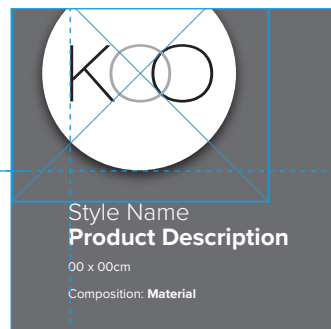 KOO
Style Name
Product Description
00 x 00cm
Composition: Material